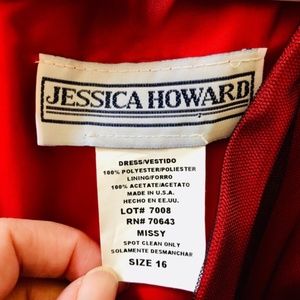 JESSICA HOWARD
DRESS/VESTIDO
100% POLYESTER/POLIESTER
LINING/FORRO
100% ACETATE/ACETATO
MADE IN U.S.A.
HECHO EN EE.UU.
LOT# 7008
RN# 70643
MISSY
SPOT CLEAN ONLY
SOLAMENTE DESMANCHAR
SIZE 16